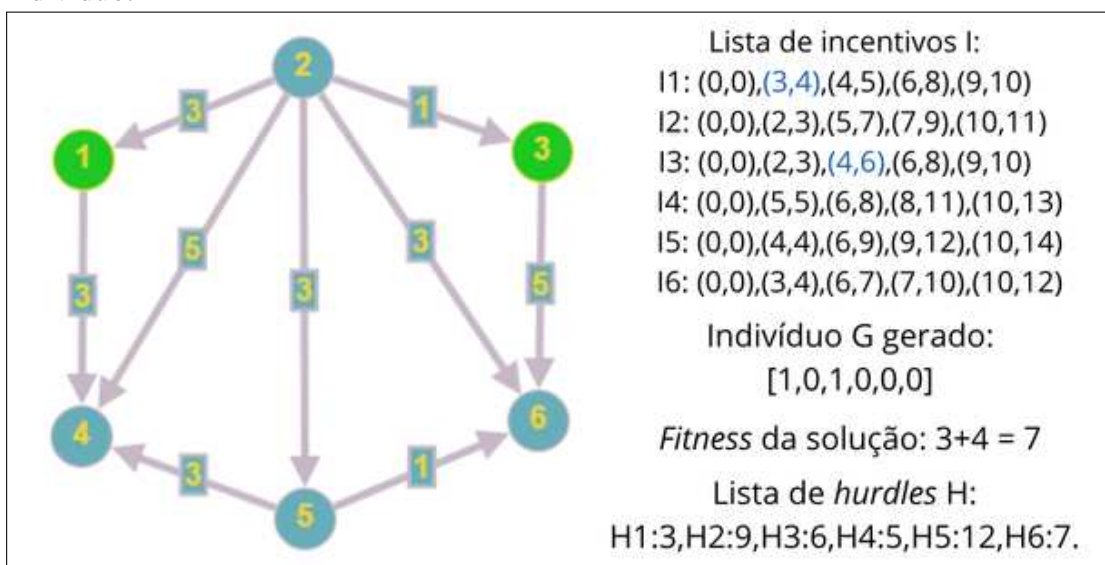 2
3
1
1
3
5
3
3
3
5
4
6
3
1
5
Lista de incentivos I:
I1: (0,0),(3,4),(4,5),(6,8),(9,10)
I2: (0,0),(2,3),(5,7),(7,9),(10,11)
I3: (0,0),(2,3),(4,6),(6,8),(9,10)
I4: (0,0),(5,5),(6,8),(8,11),(10,13)
I5: (0,0),(4,4),(6,9),(9,12),(10,14)
I6: (0,0),(3,4),(6,7),(7,10),(10,12)
Indivíduo G gerado:
[1,0,1,0,0,0]
Fitness da solução: 3+4 = 7
Lista de hurdles H:
H1:3,H2:9,H3:6,H4:5,H5:12,H6:7.